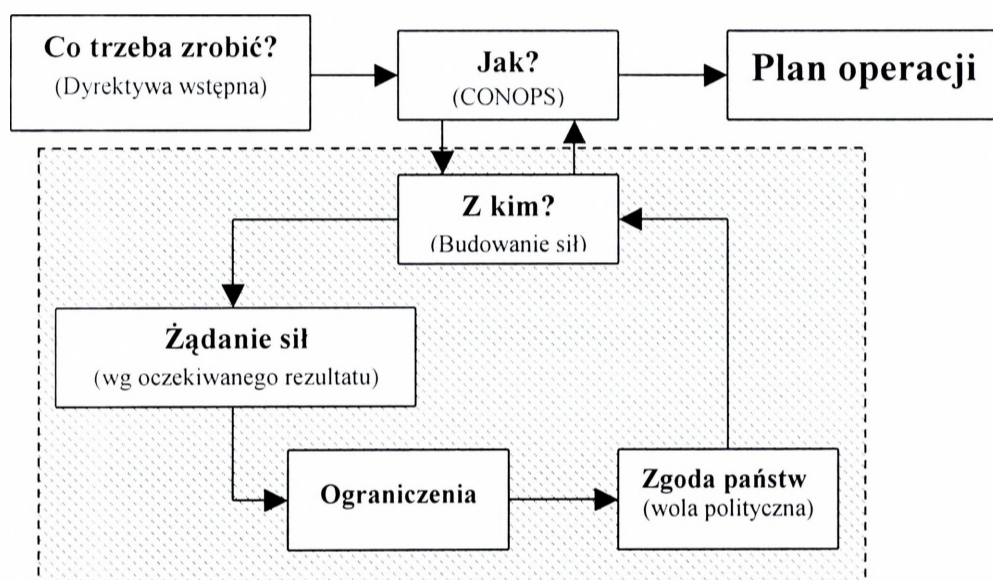 Co trzeba zrobić?
(Dyrektywa wstępna)
Jak?
(CONOPS)
Plan operacji
Z kim?
(Budowanie sił)
Żądanie sił
(wg oczekiwanego rezultatu)
Ograniczenia
Zgoda państw
(wola polityczna)